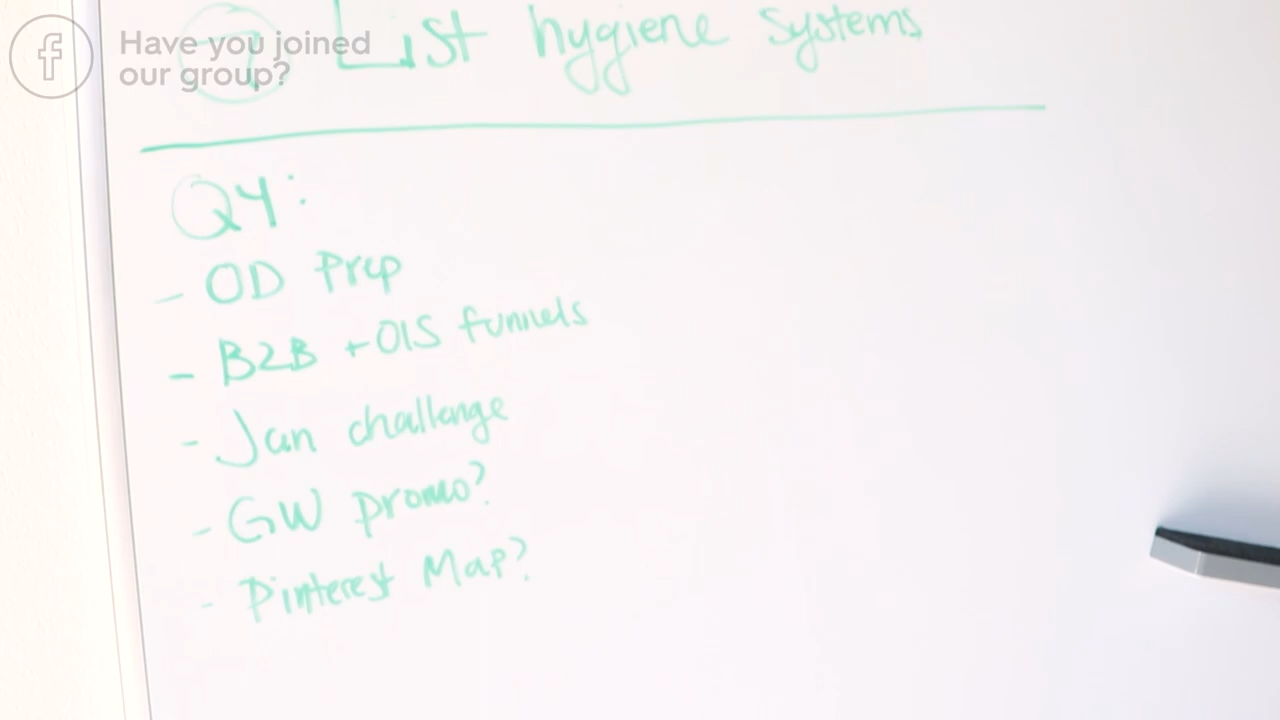 Have you joined
our group?
List hygiene systems
Q4:
- OD Prep
- B2B + OIS funnels
- Jan challenge
- GW promo?
- Pinterest Map?